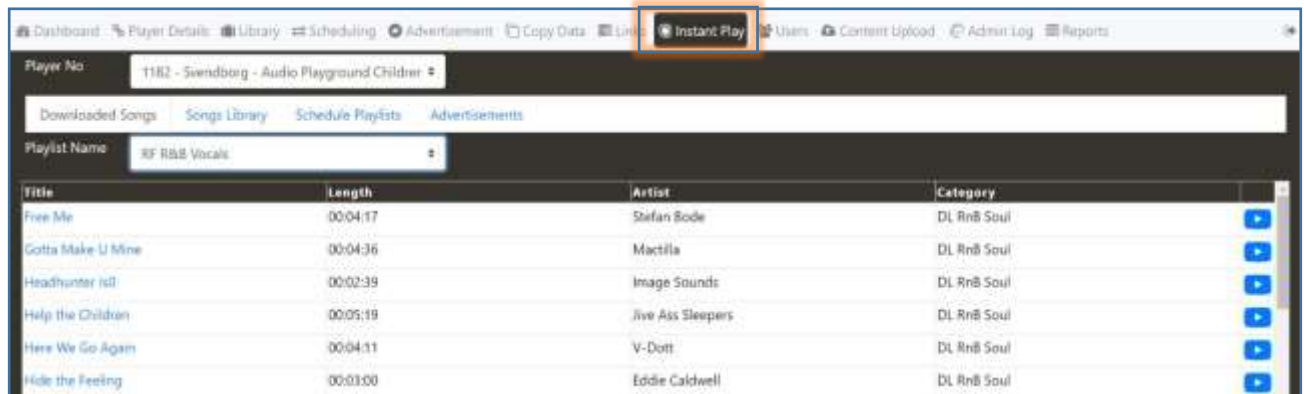 Dashboard Player Details Library Scheduling Advertisement Copy Data Links Instant Play Users Content Upload Admin Log Reports
Player No 1182 - Svendborg - Audio Playground Childrer
Downloaded Songs Songs Library Schedule Playlists Advertisements
Playlist Name RF R&B Vocals
Title Length Artist Category
Free Me 00:04:17 Stefan Bode DL RnB Soul
Gotta Make U Mine 00:04:36 Mactilla DL RnB Soul
Headhunter 00:02:39 Image Sounds DL RnB Soul
Help the Children 00:05:19 Jive Ass Sleepers DL RnB Soul
Here We Go Again 00:04:11 V-Dott DL RnB Soul
Hide the Feeling 00:03:00 Eddie Caldwell DL RnB Soul